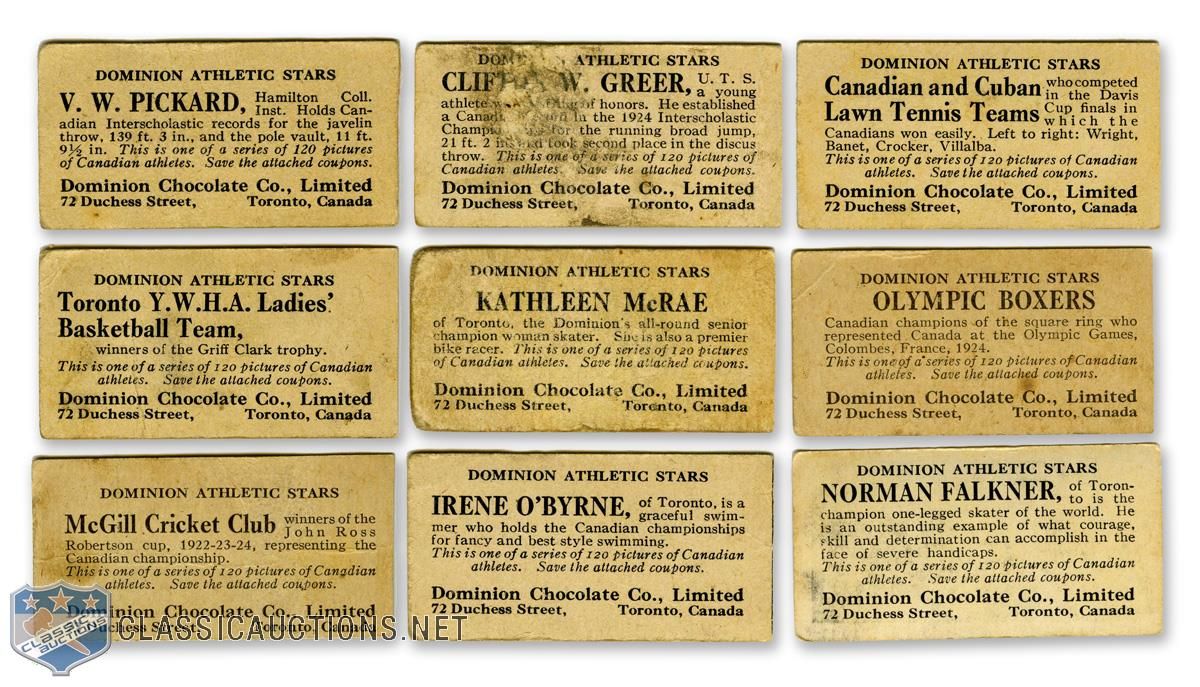 DOMINION ATHLETIC STARS
V. W. PICKARD, Hamilton Coll.
Inst. Holds Can-
adian Interscholastic records for the javelin
throw, 139 ft. 3 in., and the pole vault, 11 ft.
9½ in. This is one of a series of 120 pictures
of Canadian athletes. Save the attached coupons.
Dominion Chocolate Co., Limited
72 Duchess Street, Toronto, Canada
ATHLETIC STARS
W. GREER, U. T. S.
a young
athlete of honors. He established
a in the 1924 Interscholastic
for the running broad jump,
21 ft. 2 took second place in the discus
throw. This is one of a series of 120 pictures
of Canadian athletes. Save the attached coupons.
Dominion Chocolate Co., Limited
72 Duchess Street, Toronto, Canada
DOMINION ATHLETIC STARS
Canadian and Cuban who competed
in the Davis
Lawn Tennis Teams Cup finals in
which the
Canadians won easily. Left to right: Wright,
Banet, Crocker, Villalba.
This is one of a series of 120 pictures of Canadian
athletes. Save the attached coupons.
Dominion Chocolate Co., Limited
72 Duchess Street, Toronto, Canada
DOMINION ATHLETIC STARS
Toronto Y.W.H.A. Ladies'
Basketball Team,
winners of the Griff Clark trophy.
This is one of a series of 120 pictures of Canadian
athletes. Save the attached coupons.
Dominion Chocolate Co., Limited
72 Duchess Street, Toronto, Canada
DOMINION ATHLETIC STARS
KATHLEEN McRAE
of Toronto, the Dominion's all-round senior
champion woman skater. She is also a premier
bike racer. This is one of a series of 120 pictures
of Canadian athletes. Save the attached coupons.
Dominion Chocolate Co., Limited
72 Duchess Street, Toronto, Canada
DOMINION ATHLETIC STARS
OLYMPIC BOXERS
Canadian champions of the square ring who
represented Canada at the Olympic Games,
Colombes, France, 1924.
This is one of a series of 120 pictures of Canadian
athletes. Save the attached coupons.
Dominion Chocolate Co., Limited
72 Duchess Street, Toronto, Canada
DOMINION ATHLETIC STARS
McGill Cricket Club winners of the
John Ross
Robertson cup, 1922-23-24, representing the
Canadian championship.
This is one of a series of 120 pictures of Canadian
athletes. Save the attached coupons.
Dominion Chocolate Co., Limited
Duchess Street, Toronto, Canada
DOMINION ATHLETIC STARS
IRENE O'BYRNE, of Toronto, is a
graceful swim-
mer who holds the Canadian championships
for fancy and best style swimming.
This is one of a series of 120 pictures of Canadian
athletes. Save the attached coupons.
Dominion Chocolate Co., Limited
72 Duchess Street, Toronto, Canada
DOMINION ATHLETIC STARS
NORMAN FALKNER, of Toron-
to is the
champion one-legged skater of the world. He
is an outstanding example of what courage,
skill and determination can accomplish in the
face of severe handicaps.
This is one of a series of 120 pictures of Canadian
athletes. Save the attached coupons.
Dominion Chocolate Co., Limited
72 Duchess Street, Toronto, Canada
CLASSIC AUCTIONS
CLASSICAUCTIONS.NET